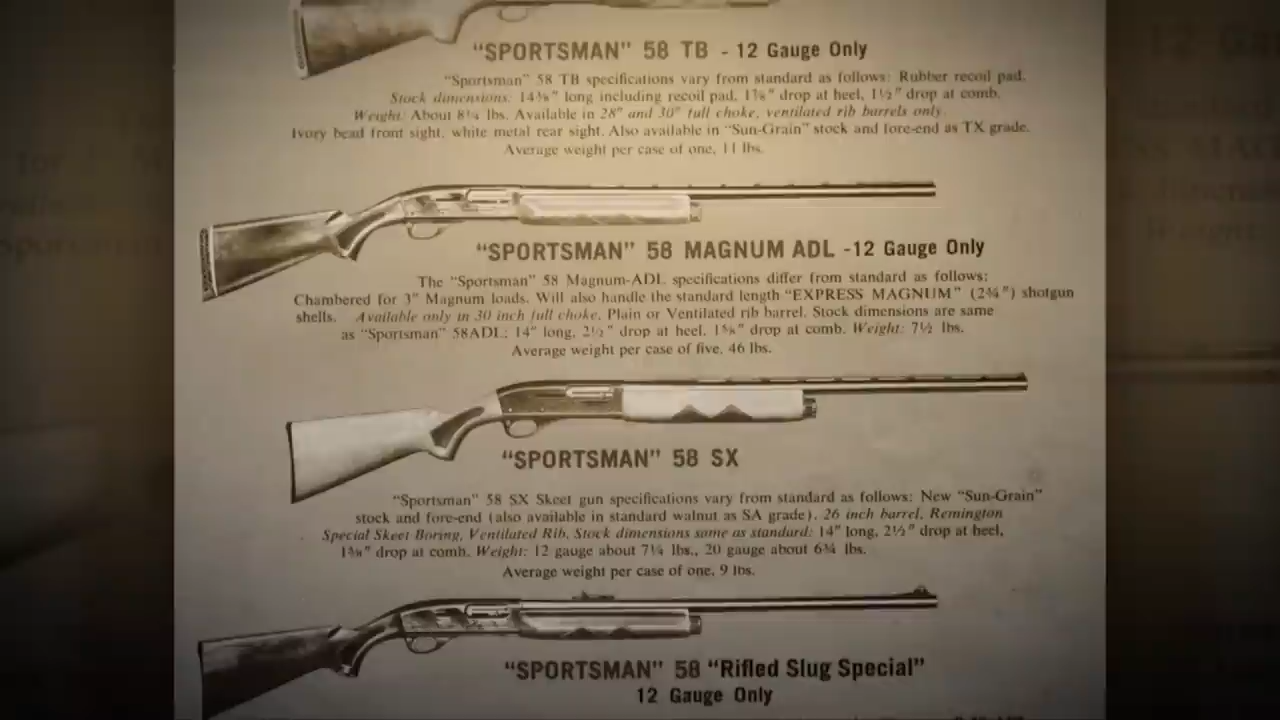 "SPORTSMAN" 58 TB - 12 Gauge Only
"Sportsman" 58 TB specifications vary from standard as follows: Rubber recoil pad.
Stock dimensions: 14⅜" long including recoil pad, 1⅞" drop at heel, 1½" drop at comb.
Weight: About 8¼ lbs. Available in 28" and 30" full choke, ventilated rib barrels only.
Ivory bead front sight, white metal rear sight. Also available in "Sun-Grain" stock and fore-end as TX grade.
Average weight per case of one, 11 lbs.
"SPORTSMAN" 58 MAGNUM ADL -12 Gauge Only
The "Sportsman" 58 Magnum-ADL specifications differ from standard as follows:
Chambered for 3" Magnum loads. Will also handle the standard length "EXPRESS MAGNUM" (2¾") shotgun
shells. Available only in 30 inch full choke. Plain or Ventilated rib barrel. Stock dimensions are same
as "Sportsman" 58ADL: 14" long, 2½" drop at heel, 1⅝" drop at comb. Weight: 7½ lbs.
Average weight per case of five, 46 lbs.
"SPORTSMAN" 58 SX
"Sportsman" 58 SX Skeet gun specifications vary from standard as follows: New "Sun-Grain"
stock and fore-end (also available in standard walnut as SA grade). 26 inch barrel, Remington
Special Skeet Boring, Ventilated Rib, Stock dimensions same as standard: 14" long, 2½" drop at heel,
1⅝" drop at comb. Weight: 12 gauge about 7¼ lbs., 20 gauge about 6¾ lbs.
Average weight per case of one, 9 lbs.
"SPORTSMAN" 58 "Rifled Slug Special"
12 Gauge Only